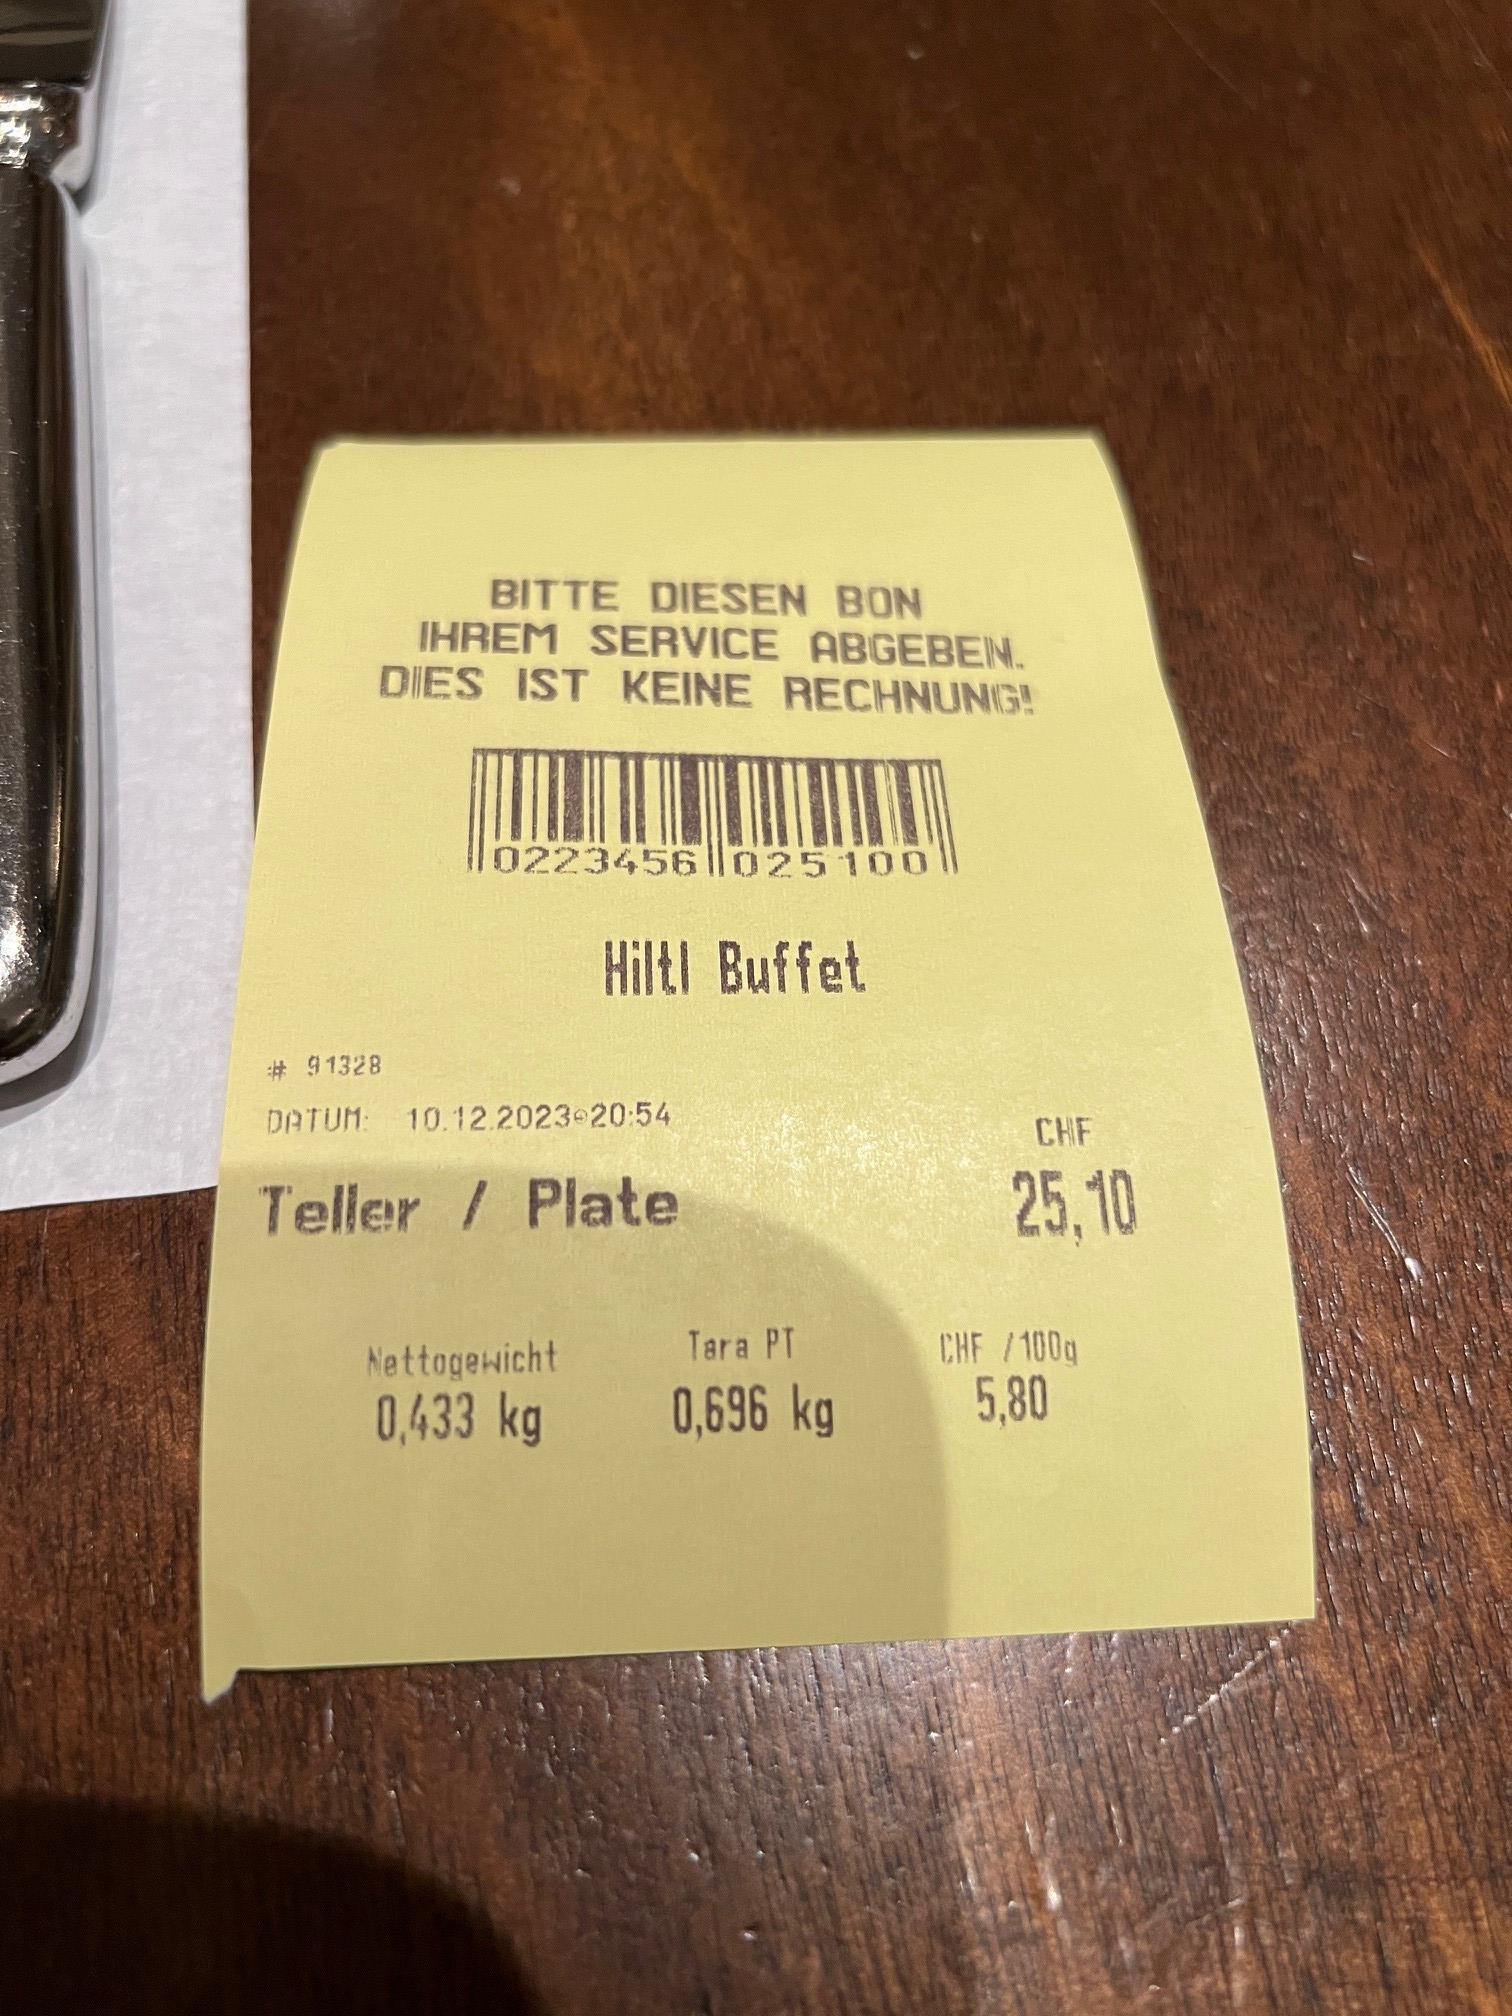 BITTE DIESEN BON
IHREM SERVICE ABGEBEN.
DIES IST KEINE RECHNUNG!
0223456 025100
Hiltl Buffet
# 91328
DATUM: 10.12.2023 20:54
CHF
Teller / Plate 25,10
Nettogewicht Tara PT CHF /100g
0,433 kg 0,696 kg 5,80